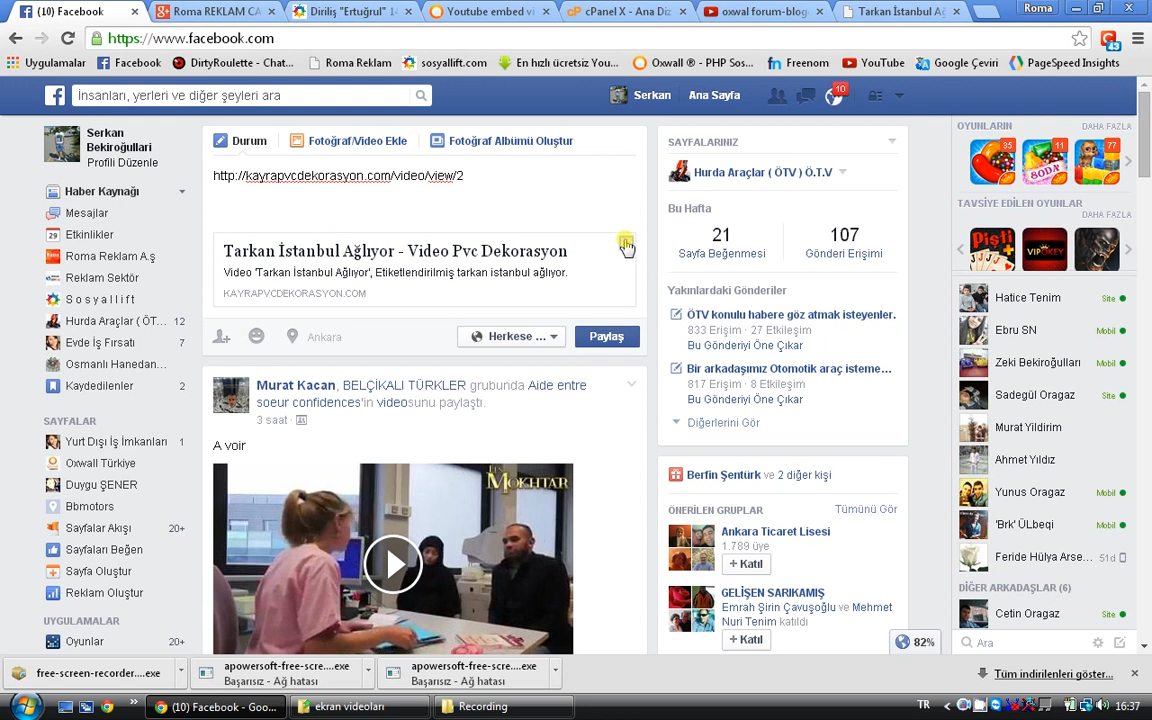 (10) Facebook
Roma REKLAM CA
Diriliş "Ertuğrul" 14
Youtube embed vi
cPanel X - Ana Diz
oxwal forum-blog
Tarkan İstanbul Ağ
Roma
https://www.facebook.com
43
Uygulamalar
Facebook
DirtyRoulette - Chat...
Roma Reklam
sosyallift.com
En hızlı ücretsiz You...
Oxwall ® - PHP Sos...
Freenom
YouTube
Google Çeviri
PageSpeed Insights
İnsanları, yerleri ve diğer şeyleri ara
Serkan
Ana Sayfa
10
Serkan
Bekiroğullari
Profili Düzenle
Haber Kaynağı
Mesajlar
Etkinlikler
Roma Reklam A.ş
Reklam Sektör
S o s y a l l i f t
Hurda Araçlar ( ÖT... 12
Evde İş Fırsatı 7
Osmanlı Hanedan...
Kaydedilenler 2
SAYFALAR
Yurt Dışı İş İmkanları 1
Oxwall Türkiye
Duygu ŞENER
Bbmotors
Sayfalar Akışı 20+
Sayfaları Beğen
Sayfa Oluştur
Reklam Oluştur
UYGULAMALAR
Oyunlar 20+
Durum
Fotoğraf/Video Ekle
Fotoğraf Albümü Oluştur
http://kayrapvcdekorasyon.com/video/view/2
Tarkan İstanbul Ağlıyor - Video Pvc Dekorasyon
Video 'Tarkan İstanbul Ağlıyor', Etiketlendirilmiş tarkan istanbul ağlıyor.
KAYRAPVCDEKORASYON.COM
Ankara
Herkese ...
Paylaş
Murat Kacan, BELÇİKALI TÜRKLER grubunda Aide entre
soeur confidences'in videosunu paylaştı.
3 saat
A voir
MOKHTAR
SAYFALARINIZ
Hurda Araçlar ( ÖTV ) Ö.T.V
Bu Hafta
21
Sayfa Beğenmesi
107
Gönderi Erişimi
Yakınlardaki Gönderiler
ÖTV konulu habere göz atmak isteyenler.
833 Erişim · 27 Etkileşim
Bu Gönderiyi Öne Çıkar
Bir arkadaşımız Otomotik araç isteme...
817 Erişim · 8 Etkileşim
Bu Gönderiyi Öne Çıkar
Diğerlerini Gör
Berfin Şentürk ve 2 diğer kişi
ÖNERİLEN GRUPLAR
Tümünü Gör
Ankara Ticaret Lisesi
1.789 üye
+ Katıl
GELİŞEN SARIKAMIŞ
Emrah Şirin Çavuşoğlu ve Mehmet
Nuri Tenim katıldı
+ Katıl
82%
OYUNLARIN
DAHA FAZLA
35
11
SODA
77
TAVSİYE EDİLEN OYUNLAR
DAHA FAZLA
Pişti
VIP POKER
Hatice Tenim Site
Ebru SN Mobil
Zeki Bekiroğulları Mobil
Sadegül Oragaz Site
Murat Yildirim
Ahmet Yıldız
Yunus Oragaz Mobil
'Brk' ÜLbeqi Mobil
Feride Hülya Arse... 51d
DİĞER ARKADAŞLAR (6)
Cetin Oragaz Site
Ara
free-screen-recorder....exe
apowersoft-free-scre....exe
Başarısız - Ağ hatası
apowersoft-free-scre....exe
Başarısız - Ağ hatası
Tüm indirilenleri göster...
(10) Facebook - Goo...
ekran videoları
Recording
TR
16:37